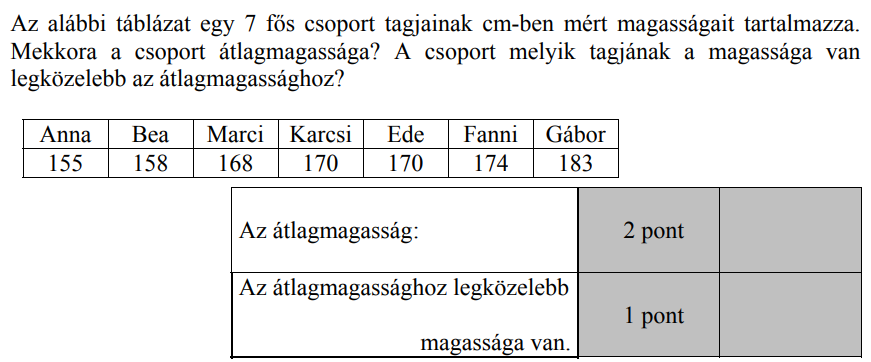 Az alábbi táblázat egy 7 fős csoport tagjainak cm-ben mért magasságait tartalmazza.
Mekkora a csoport átlagmagassága? A csoport melyik tagjának a magassága van
legközelebb az átlagmagassághoz?
Anna Bea Marci Karcsi Ede Fanni Gábor
155 158 168 170 170 174 183
Az átlagmagasság: 2 pont
Az átlagmagassághoz legközelebb
1 pont
magassága van.